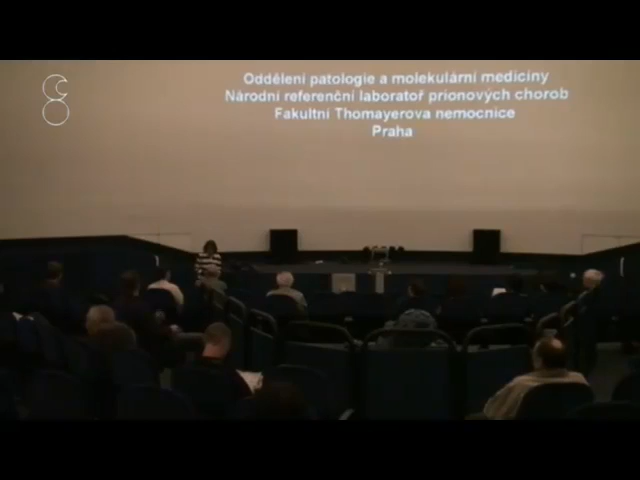 Oddělení patologie a molekulární medicíny
Národní referenční laboratoř prionových chorob
Fakultní Thomayerova nemocnice
Praha